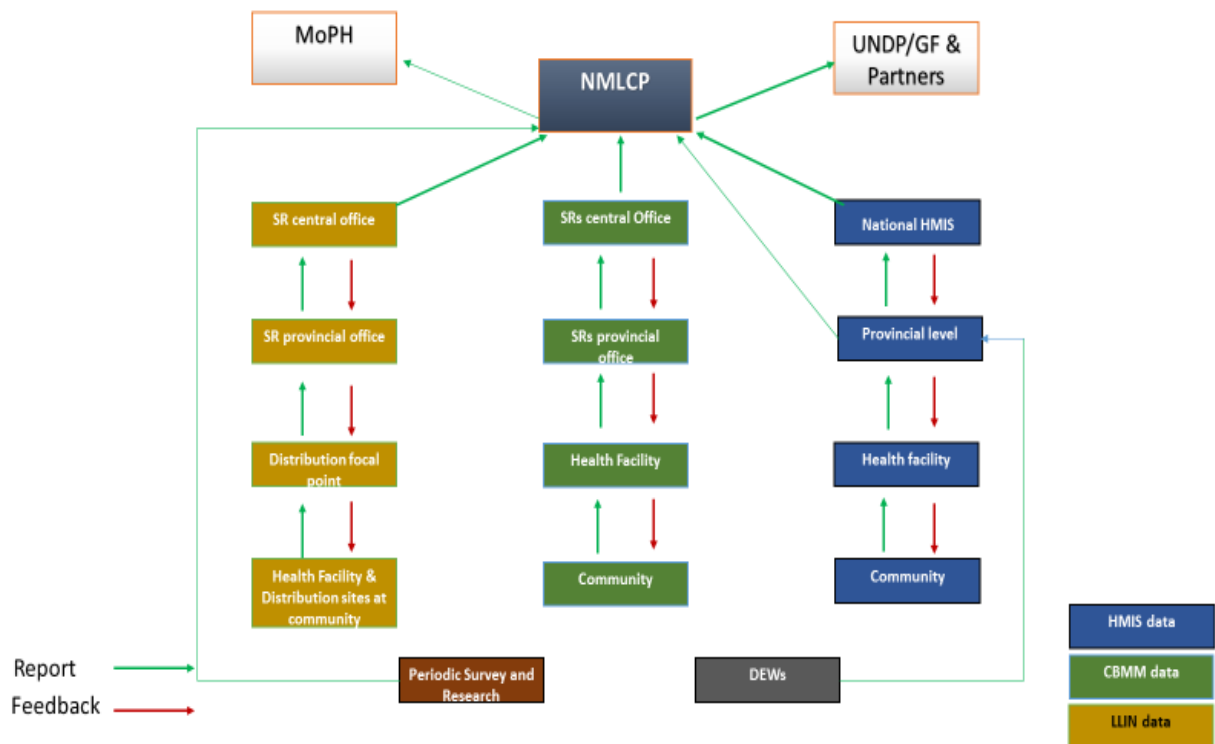 MoPH
UNDP/GF &
Partners
NMLCP
SR central office
SRs central Office
National HMIS
SR provincial office
SRs provincial
office
Provincial level
Distribution focal
point
Health Facility
Health facility
Health Facility &
Distribution sites at
community
Community
Community
HMIS data
Report
Periodic Survey and
Research
DEWs
CBMM data
Feedback
LLIN data